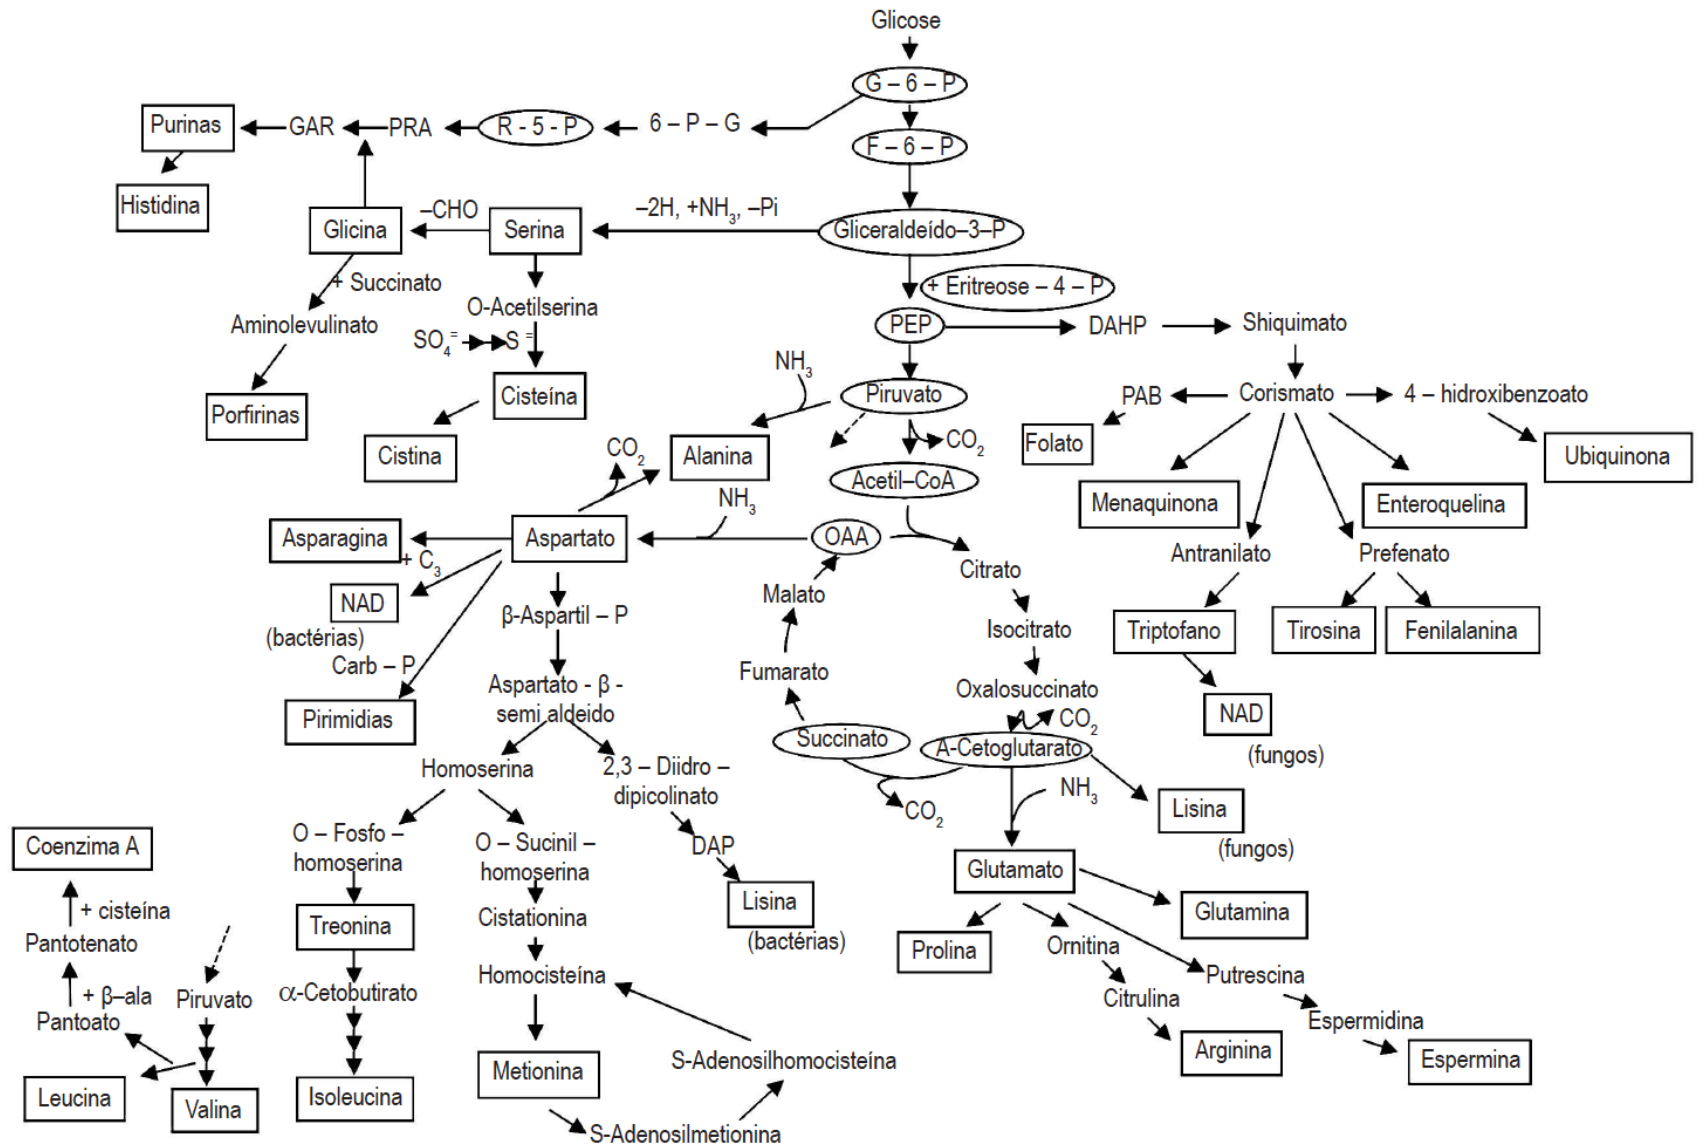 Glicose
G – 6 – P
Purinas
GAR
PRA
R - 5 - P
6 – P – G
F – 6 – P
Histidina
Glicina
–CHO
Serina
–2H, +NH3, –Pi
Gliceraldeído–3–P
+ Succinato
+ Eritreose – 4 – P
O-Acetilserina
Aminolevulinato
SO4=
S =
PEP
DAHP
Shiquimato
NH3
Porfirinas
Cisteína
Piruvato
PAB
Corismato
4 – hidroxibenzoato
Cistina
CO2
Alanina
CO2
Folato
Ubiquinona
Acetil–CoA
NH3
Menaquinona
Enteroquelina
Asparagina
Aspartato
OAA
+ C3
Citrato
Antranilato
Prefenato
NAD
(bactérias)
β-Aspartil – P
Malato
Isocitrato
Triptofano
Tirosina
Fenilalanina
Carb – P
Fumarato
Pirimidias
Aspartato - β -
semi aldeido
Oxalosuccinato
CO2
NAD
(fungos)
Succinato
A-Cetoglutarato
Homoserina
2,3 – Diidro –
dipicolinato
CO2
NH3
Lisina
(fungos)
Coenzima A
O – Fosfo –
homoserina
O – Sucinil –
homoserina
DAP
Glutamato
+ cisteína
Treonina
Cistationina
Lisina
(bactérias)
Glutamina
Pantotenato
Prolina
Ornitina
Homocisteína
Putrescina
+ β–ala
Piruvato
α-Cetobutirato
Citrulina
Pantoato
Espermidina
Arginina
Espermina
Leucina
Valina
Isoleucina
Metionina
S-Adenosilhomocisteína
S-Adenosilmetionina